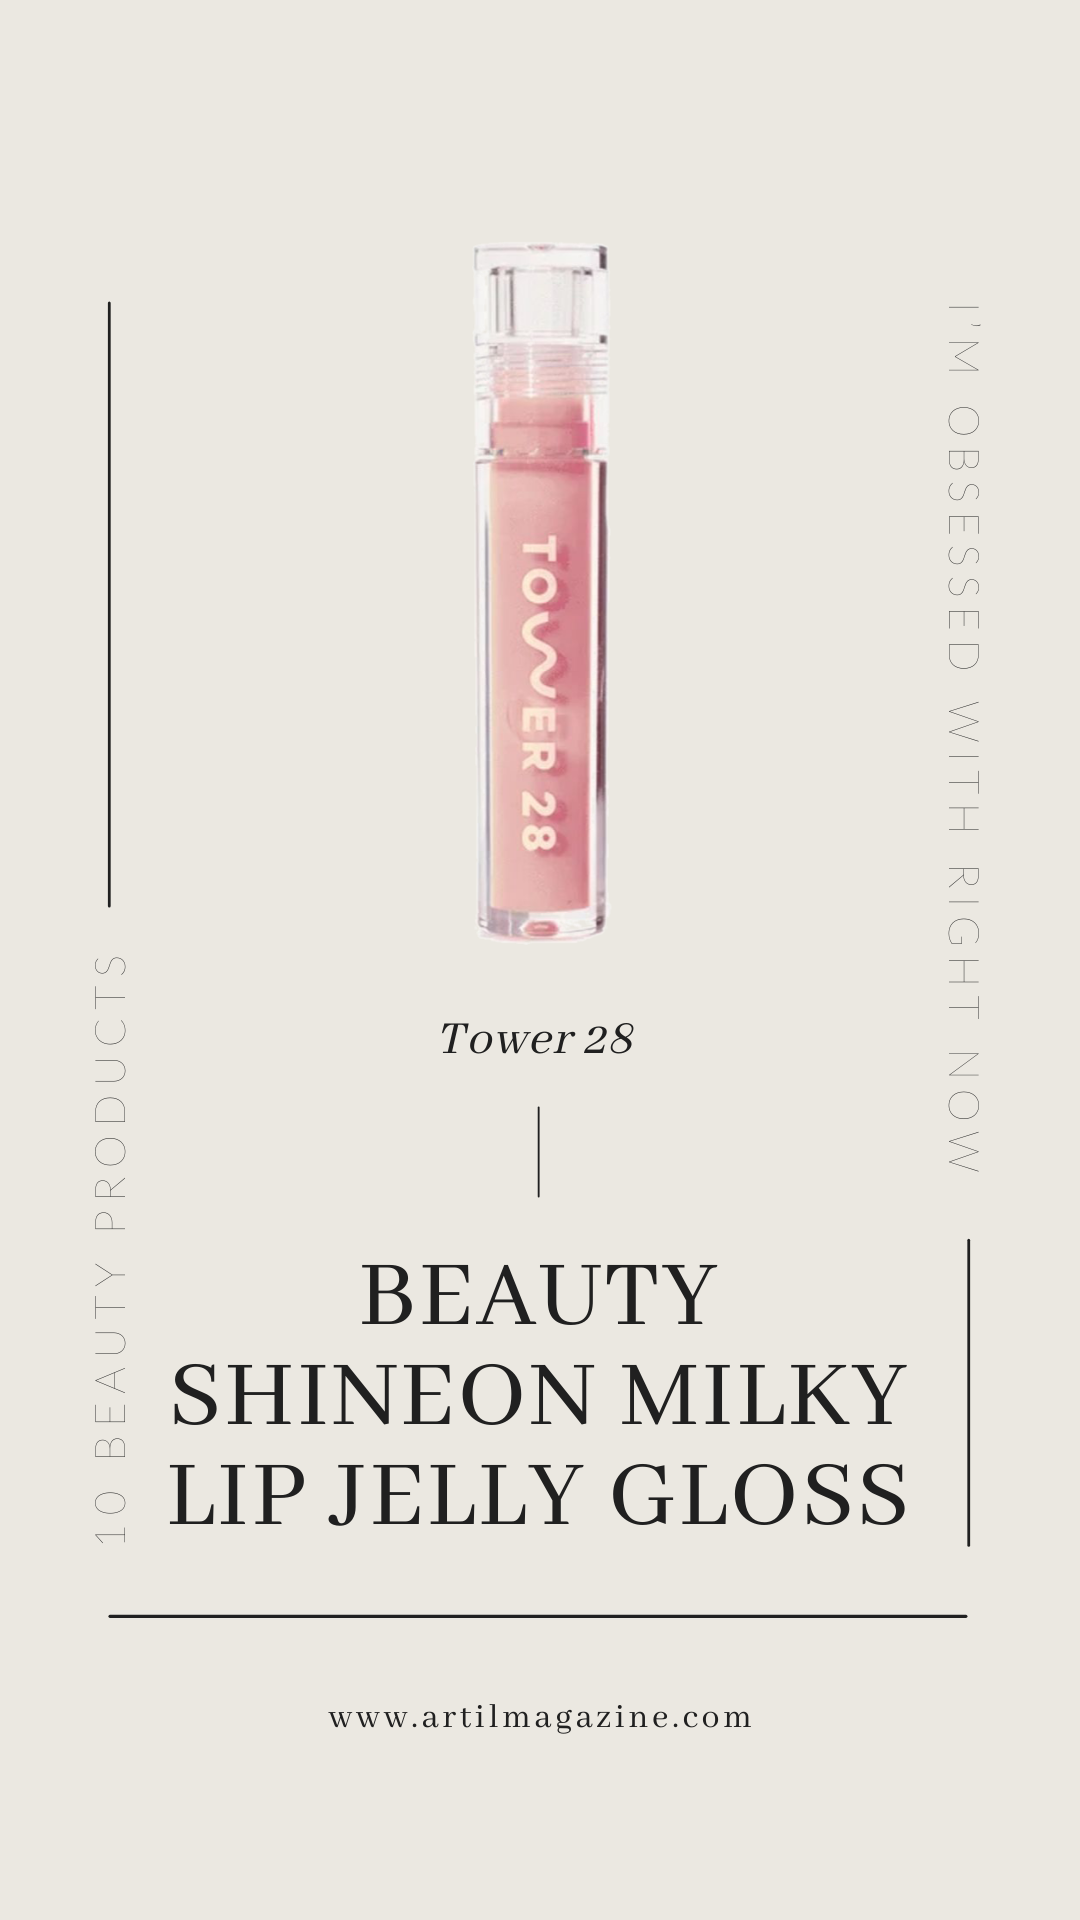 TOWER 28
10 BEAUTY PRODUCTS
I'M OBSESSED WITH RIGHT NOW
Tower 28
BEAUTY
SHINEON MILKY
LIP JELLY GLOSS
www.artilmagazine.com